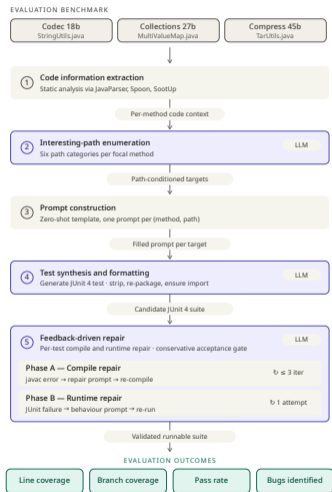 EVALUATION BENCHMARK
Codec 18b
StringUtils.java
Collections 27b
MultiValueMap.java
Compress 45b
TarUtils.java
1
Code information extraction
Static analysis via JavaParser, Spoon, SootUp
Per-method code context
2
Interesting-path enumeration
Six path categories per focal method
LLM
Path-conditioned targets
3
Prompt construction
Zero-shot template, one prompt per (method, path)
Filled prompt per target
4
Test synthesis and formatting
Generate JUnit 4 test · strip, re-package, ensure import
LLM
Candidate JUnit 4 suite
5
Feedback-driven repair
Per-test compile and runtime repair · conservative acceptance gate
LLM
Phase A — Compile repair
javac error → repair prompt → re-compile
↻ ≤ 3 iter
Phase B — Runtime repair
JUnit failure → behaviour prompt → re-run
↻ 1 attempt
Validated runnable suite
EVALUATION OUTCOMES
Line coverage
Branch coverage
Pass rate
Bugs identified